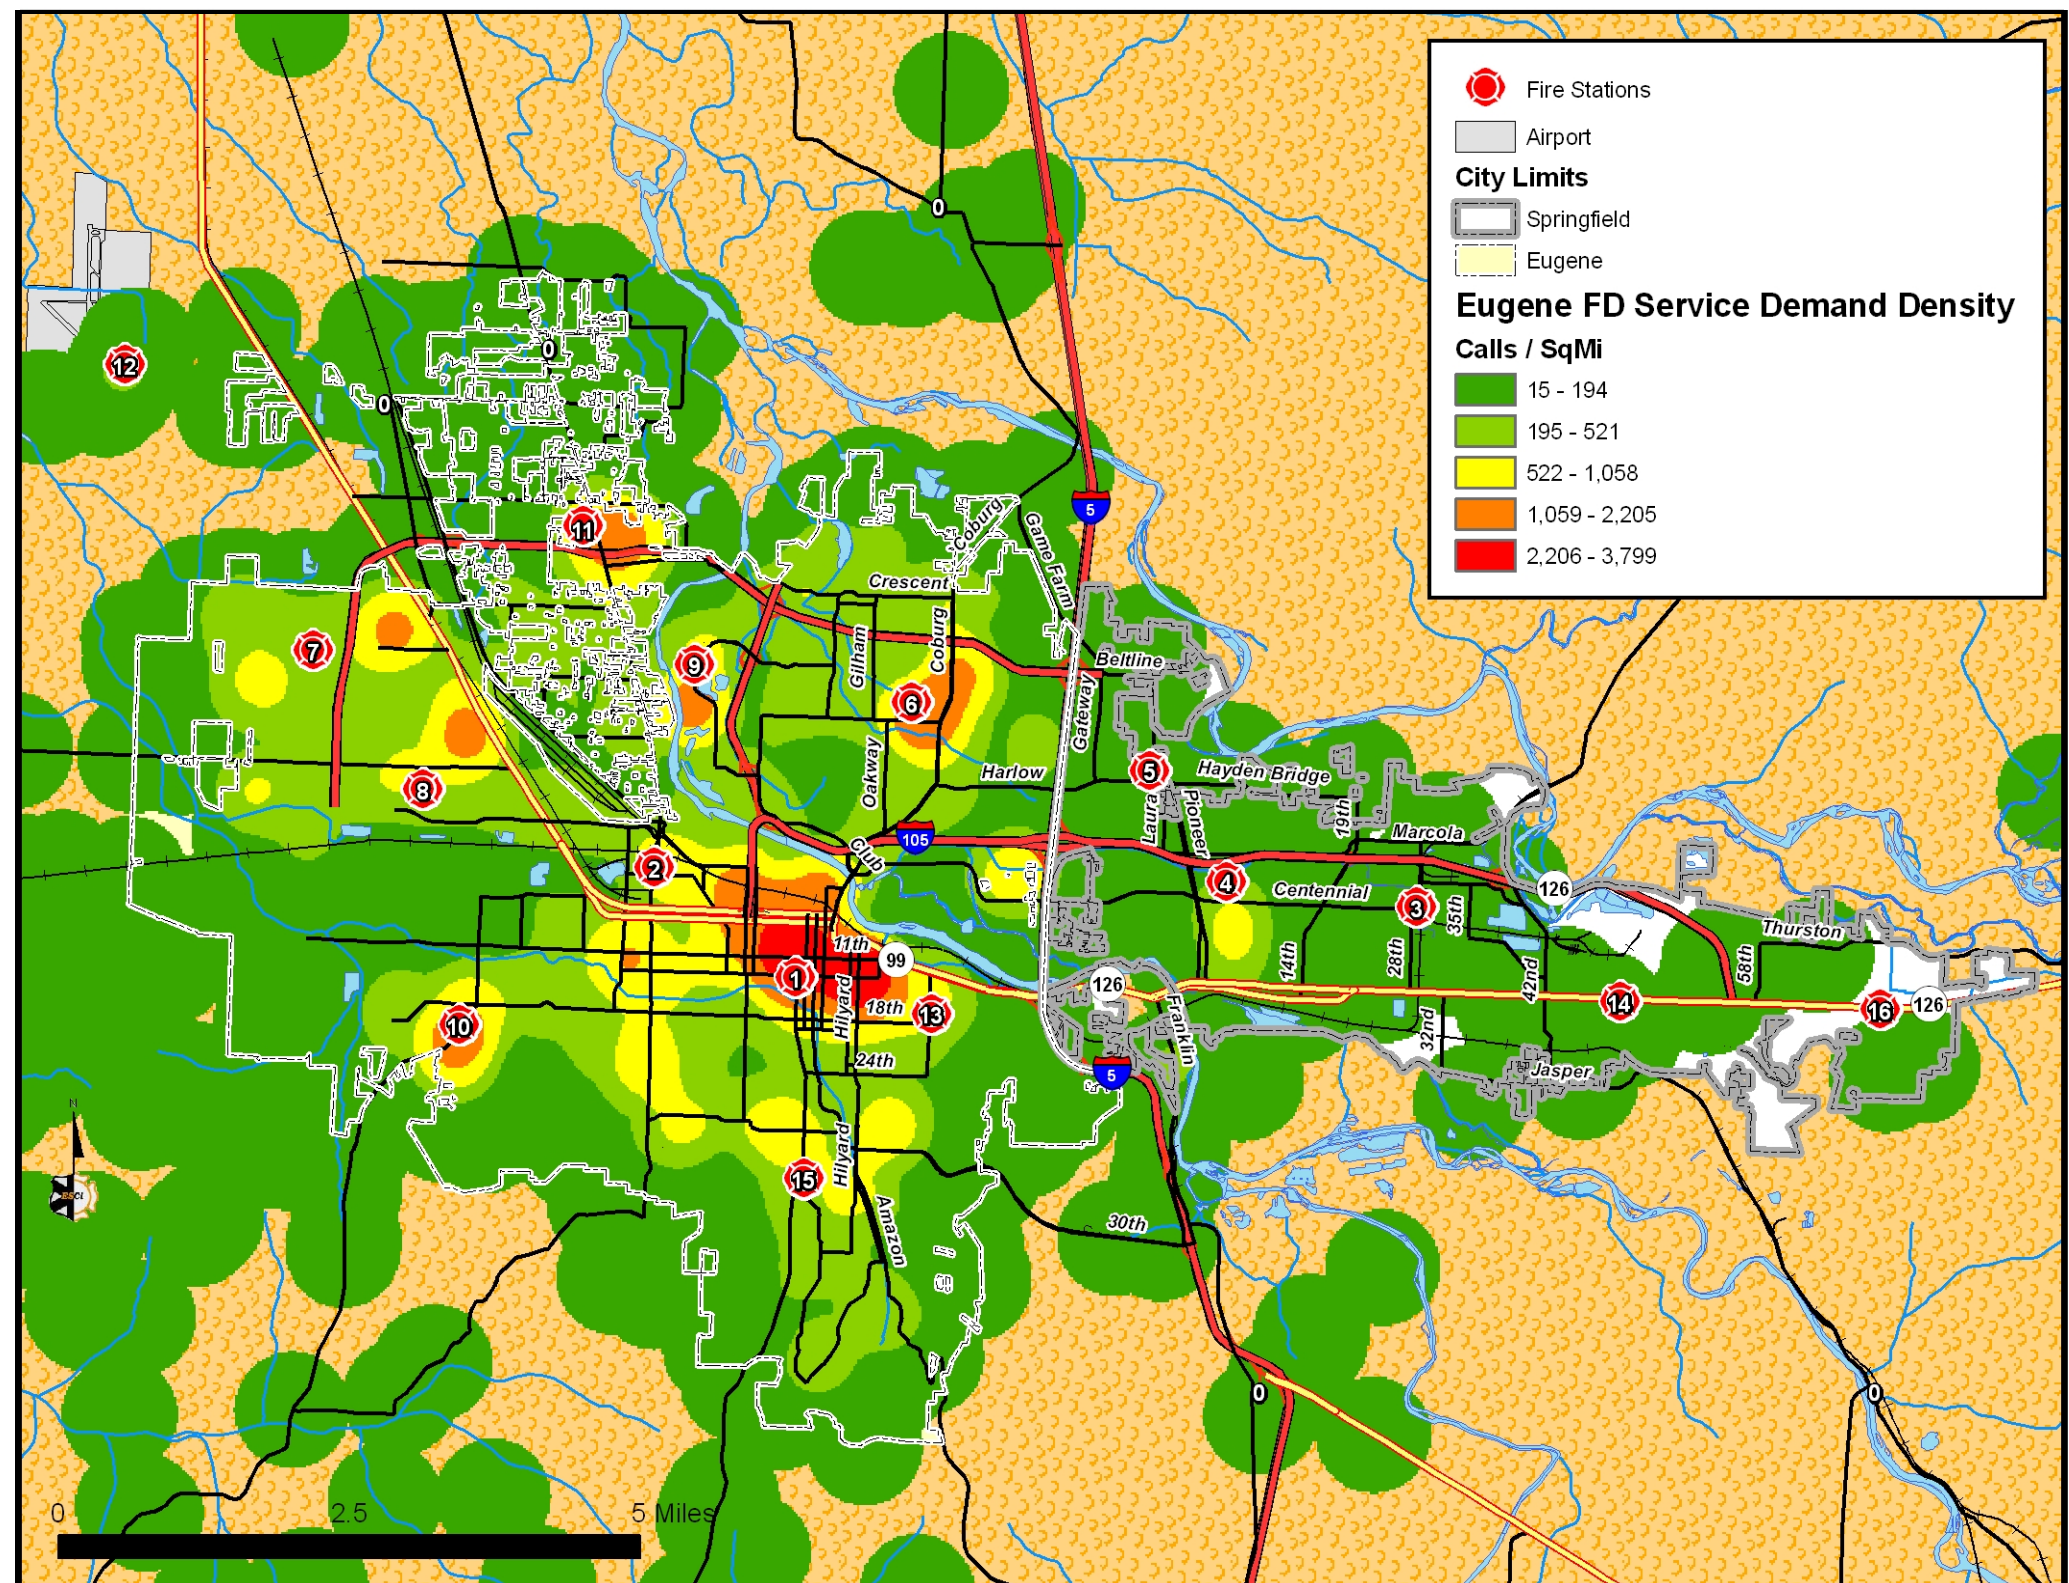 Fire Stations
Airport
City Limits
Springfield
Eugene
Eugene FD Service Demand Density
Calls / SqMi
15 - 194
195 - 521
522 - 1,058
1,059 - 2,205
2,206 - 3,799
0
12
0
0
11
5
Coburg
Game Farm
Crescent
7
9
Gilham
Coburg
6
Beltline
Gateway
8
Oakway
Harlow
5
Hayden Bridge
Laura
Pioneer
19th
Marcola
105
Club
2
4
Centennial
3
35th
126
Thurston
11th
99
1
Hilyard
18th
13
10
24th
126
14th
28th
42nd
58th
14
16
126
Franklin
32nd
Jasper
5
N
ESCi
15
Hilyard
Amazon
30th
0
0
0 2.5 5 Miles